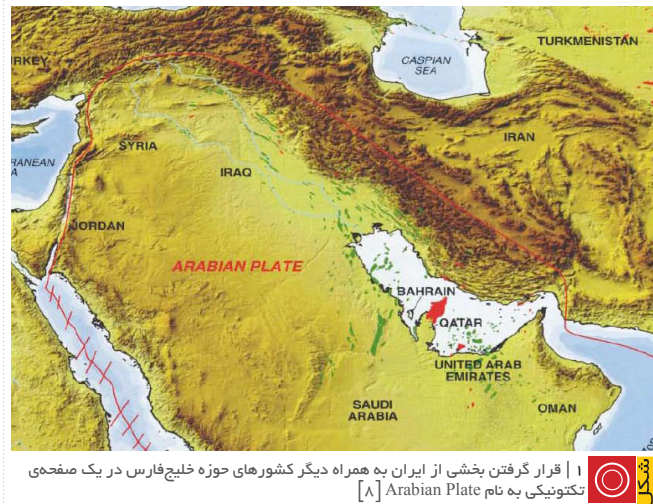 TURKMENISTAN
RKEY
CASPIAN
SEA
IRAN
SYRIA
RANEAN
A
IRAQ
JORDAN
ARABIAN PLATE
BAHRAIN
QATAR
UNITED ARAB
EMIRATES
SAUDI
ARABIA
OMAN
شکل
۱ | قرار گرفتن بخشی از ایران به همراه دیگر کشورهای حوزه خلیج‌فارس در یک صفحه‌ی
تکتونیکی به نام Arabian Plate [۸]